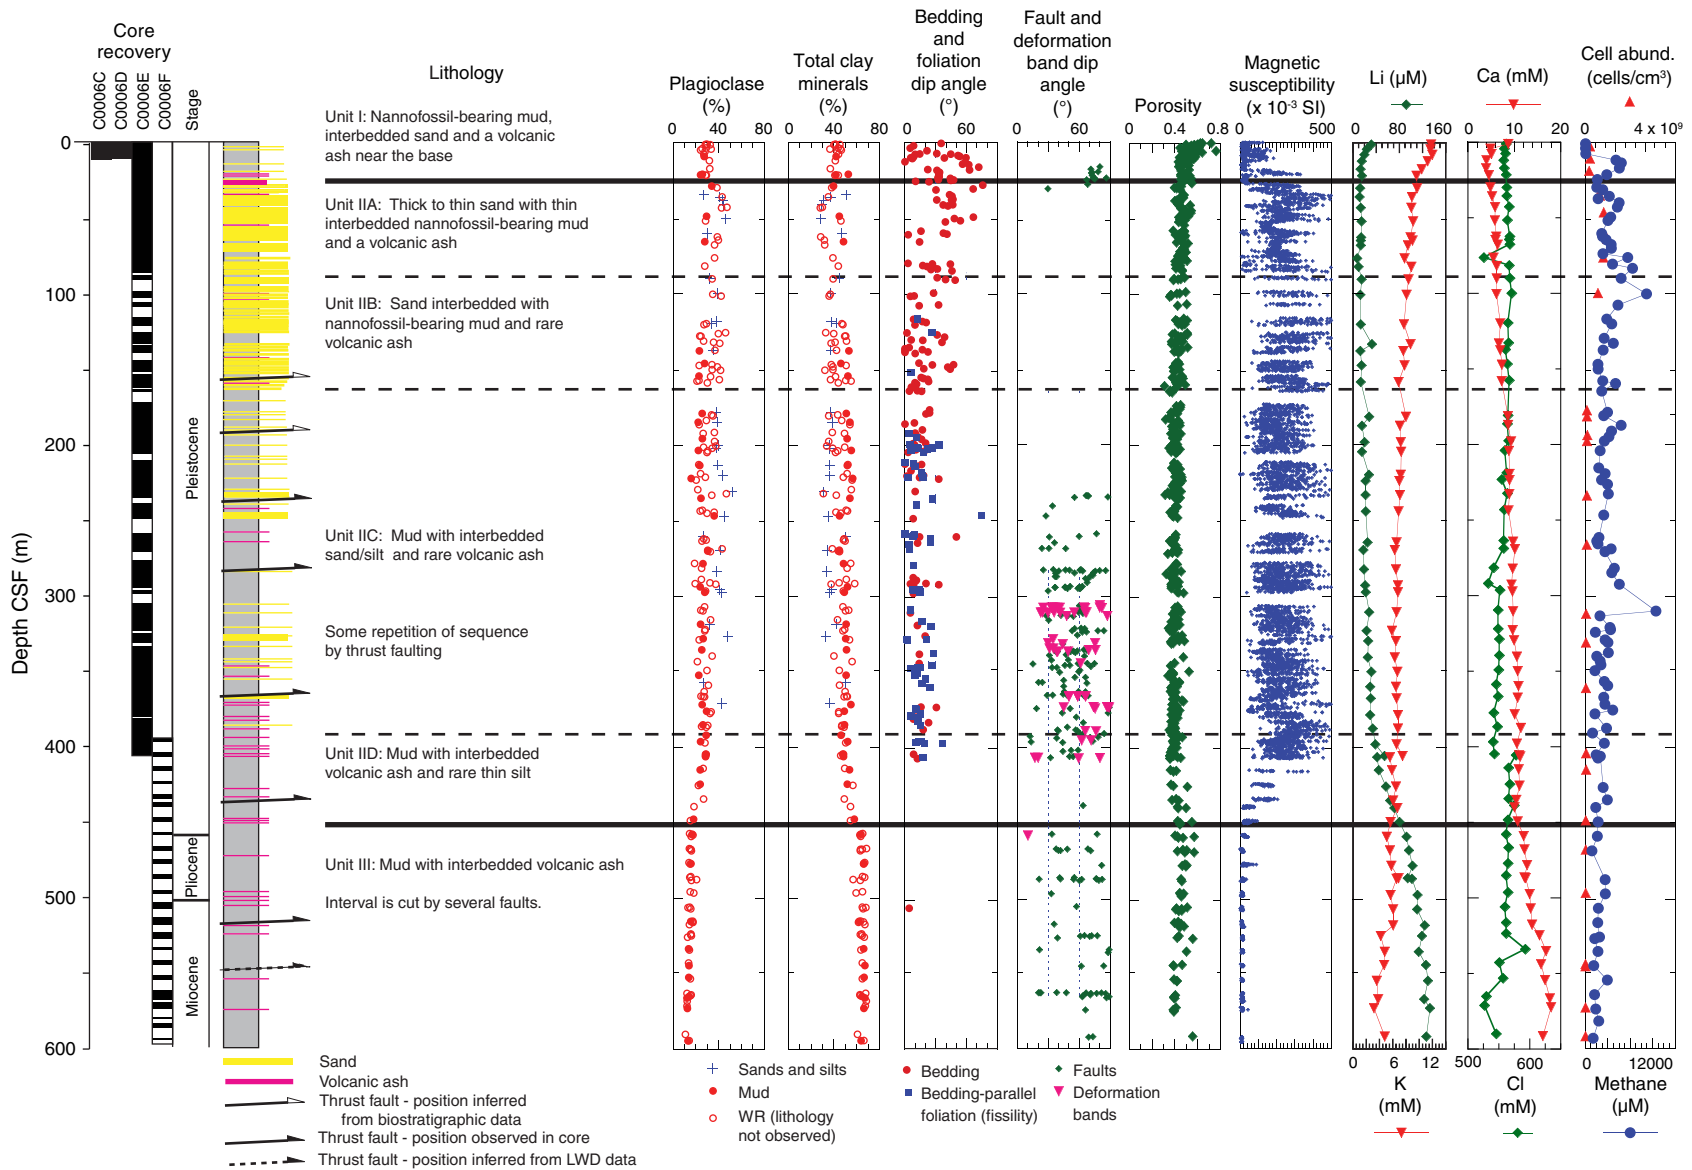 Core
recovery
C0006C
C0006D
C0006E
C0006F
Stage
Lithology
Plagioclase
(%)
Total clay
minerals
(%)
Bedding
and
foliation
dip angle
(°)
Fault and
deformation
band dip
angle
(°)
Porosity
Magnetic
susceptibility
(x 10⁻³ SI)
Li (µM)
Ca (mM)
Cell abund.
(cells/cm³)
0 40 80
0 40 80
0 30 60
0 60
0 0.4 0.8
0 500
0 80 160
0 10 20
0 4 x 10⁹
Depth CSF (m)
0
100
200
300
400
500
600
Pleistocene
Pliocene
Miocene
Unit I: Nannofossil-bearing mud,
interbedded sand and a volcanic
ash near the base
Unit IIA: Thick to thin sand with thin
interbedded nannofossil-bearing mud
and a volcanic ash
Unit IIB: Sand interbedded with
nannofossil-bearing mud and rare
volcanic ash
Unit IIC: Mud with interbedded
sand/silt and rare volcanic ash
Some repetition of sequence
by thrust faulting
Unit IID: Mud with interbedded
volcanic ash and rare thin silt
Unit III: Mud with interbedded volcanic ash
Interval is cut by several faults.
0 6 12
K
(mM)
500 600
Cl
(mM)
0 12000
Methane
(µM)
Sand
Volcanic ash
Thrust fault - position inferred
from biostratigraphic data
Thrust fault - position observed in core
Thrust fault - position inferred from LWD data
Sands and silts
Mud
WR (lithology
not observed)
Bedding
Bedding-parallel
foliation (fissility)
Faults
Deformation
bands